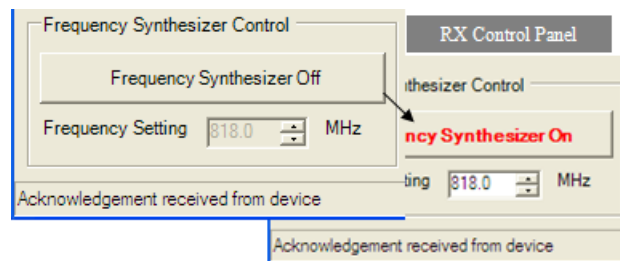 Frequency Synthesizer Control
Frequency Synthesizer Off
Frequency Setting 818.0 MHz
Acknowledgement received from device
RX Control Panel
thesizer Control
ncy Synthesizer On
ting 818.0 MHz
Acknowledgement received from device